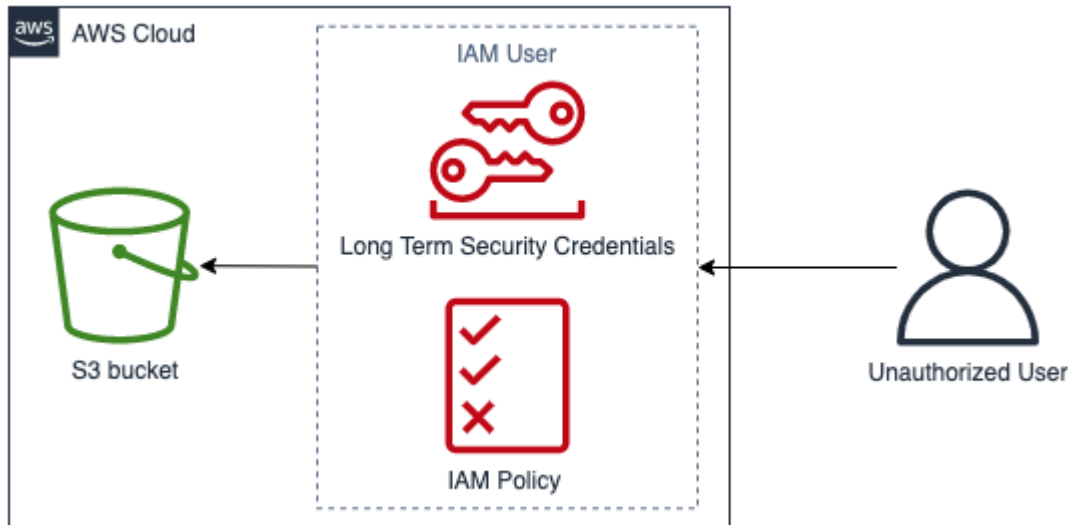 aws
AWS Cloud
IAM User
Long Term Security Credentials
S3 bucket
Unauthorized User
IAM Policy